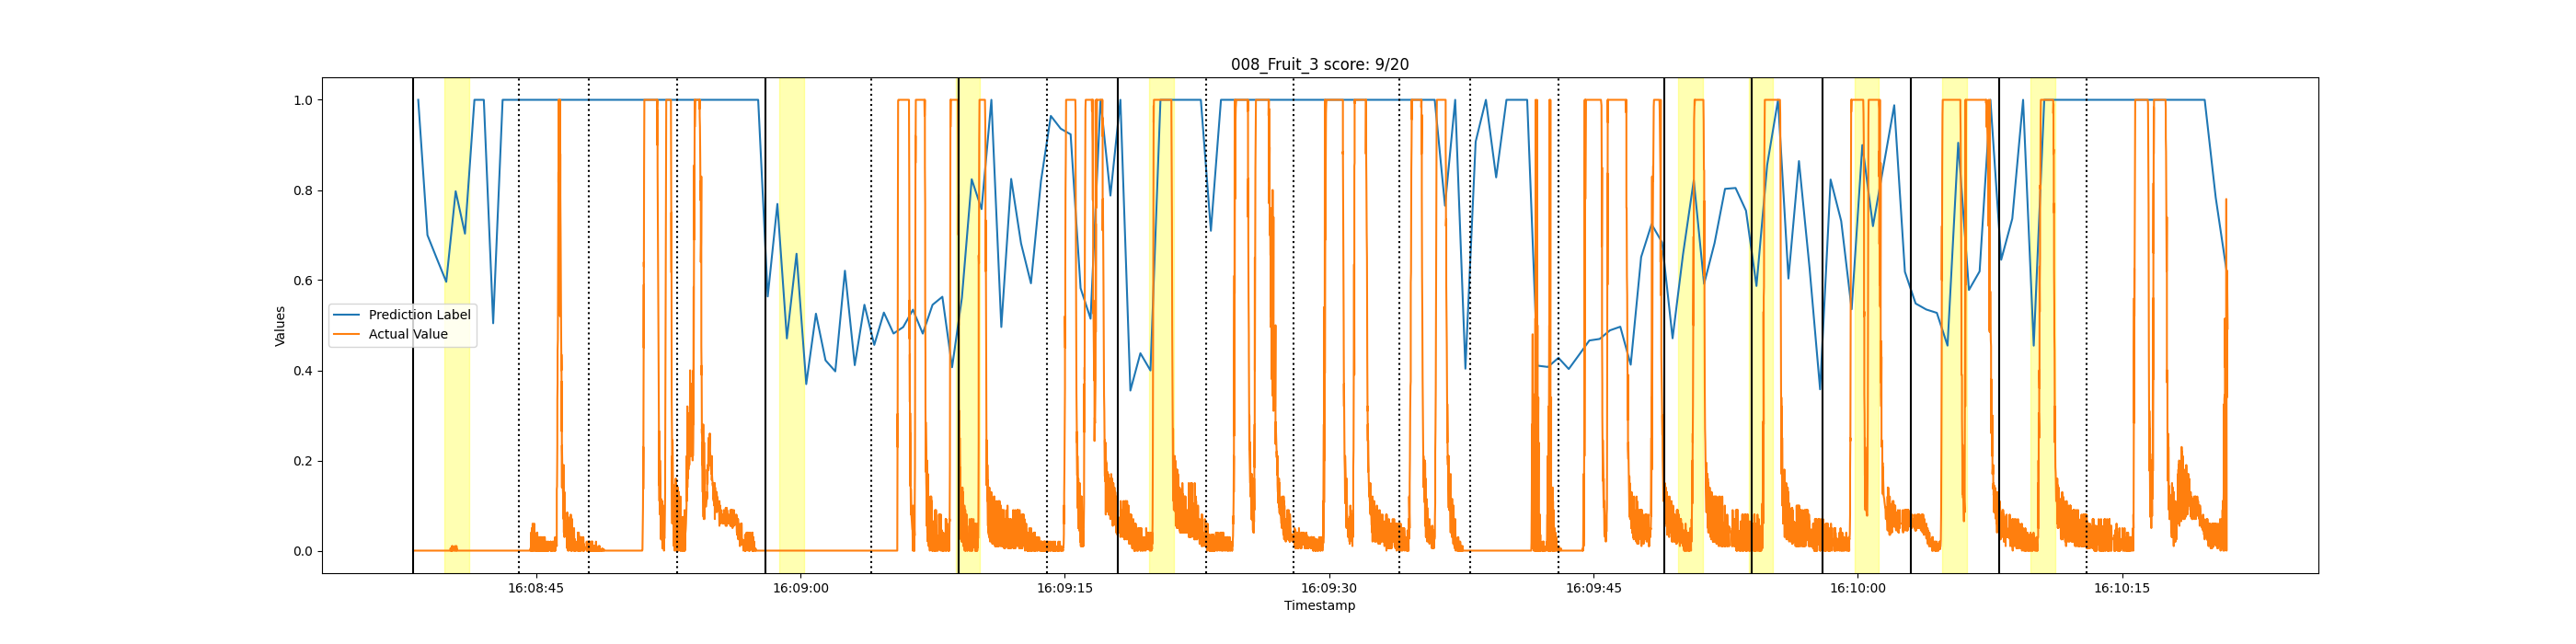 008_Fruit_3 score: 9/20
1.0
0.8
0.6
0.4
0.2
0.0
Values
Prediction Label
Actual Value
16:08:45
16:09:00
16:09:15
16:09:30
16:09:45
16:10:00
16:10:15
Timestamp